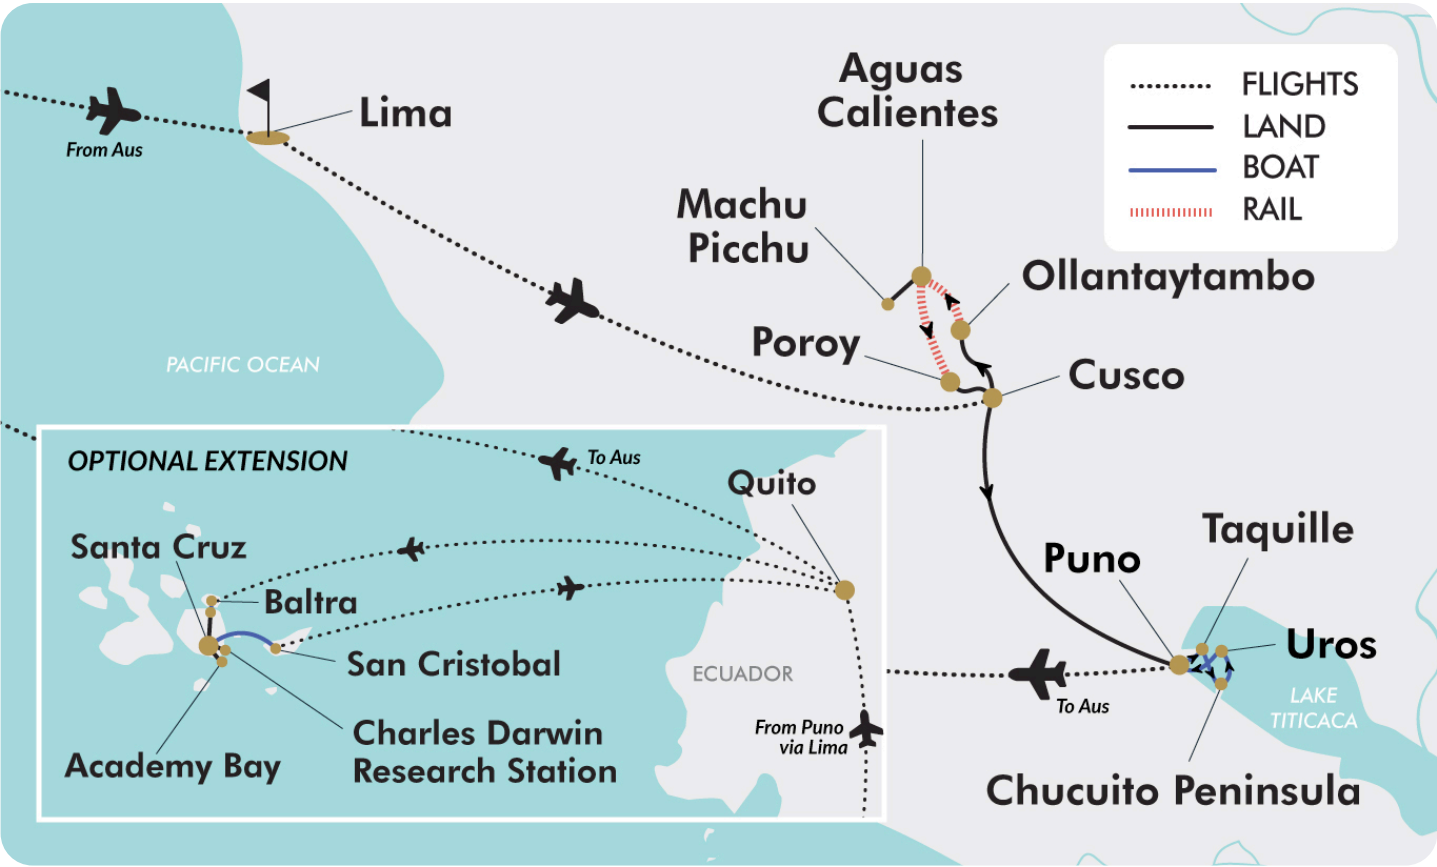 Aguas
Calientes
FLIGHTS
LAND
BOAT
RAIL
Lima
From Aus
Machu
Picchu
Ollantaytambo
Poroy
Cusco
PACIFIC OCEAN
OPTIONAL EXTENSION
To Aus
Quito
Santa Cruz
Baltra
San Cristobal
ECUADOR
Charles Darwin
Research Station
Academy Bay
From Puno
via Lima
Taquille
Puno
Uros
LAKE
TITICACA
To Aus
Chucuito Peninsula